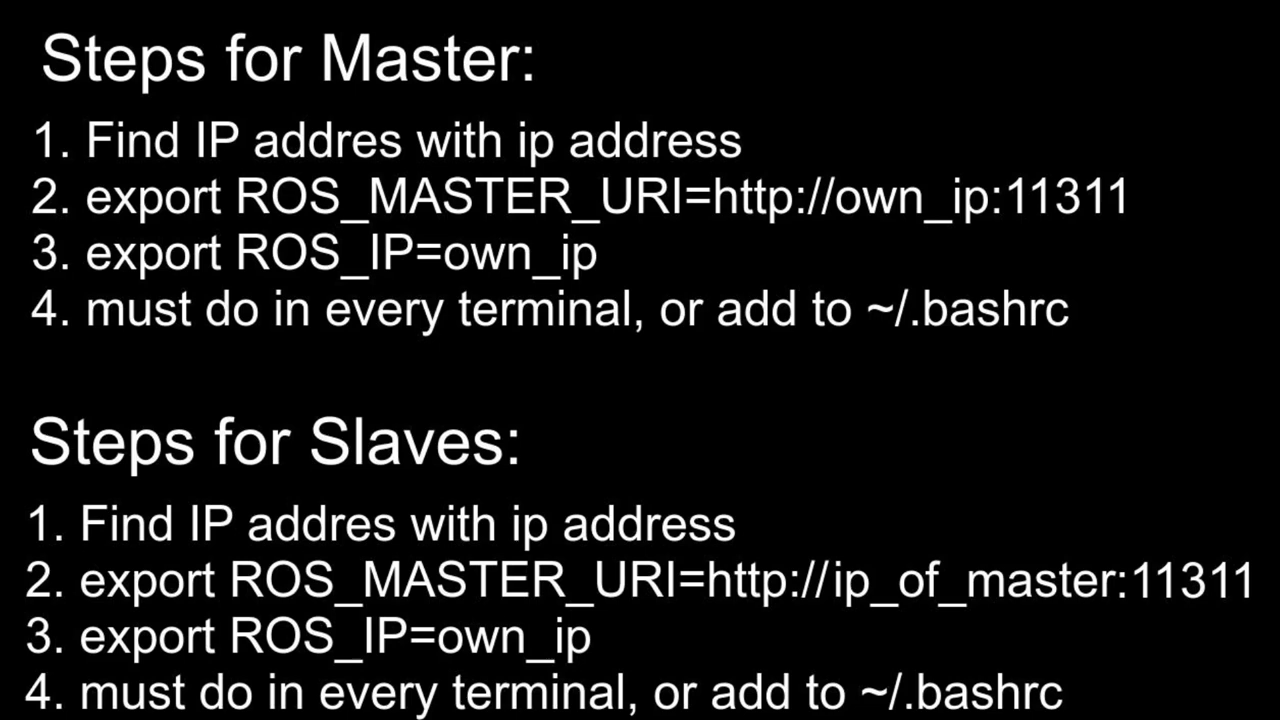 Steps for Master:
1. Find IP addres with ip address
2. export ROS_MASTER_URI=http://own_ip:11311
3. export ROS_IP=own_ip
4. must do in every terminal, or add to ~/.bashrc
Steps for Slaves:
1. Find IP addres with ip address
2. export ROS_MASTER_URI=http://ip_of_master:11311
3. export ROS_IP=own_ip
4. must do in every terminal, or add to ~/.bashrc